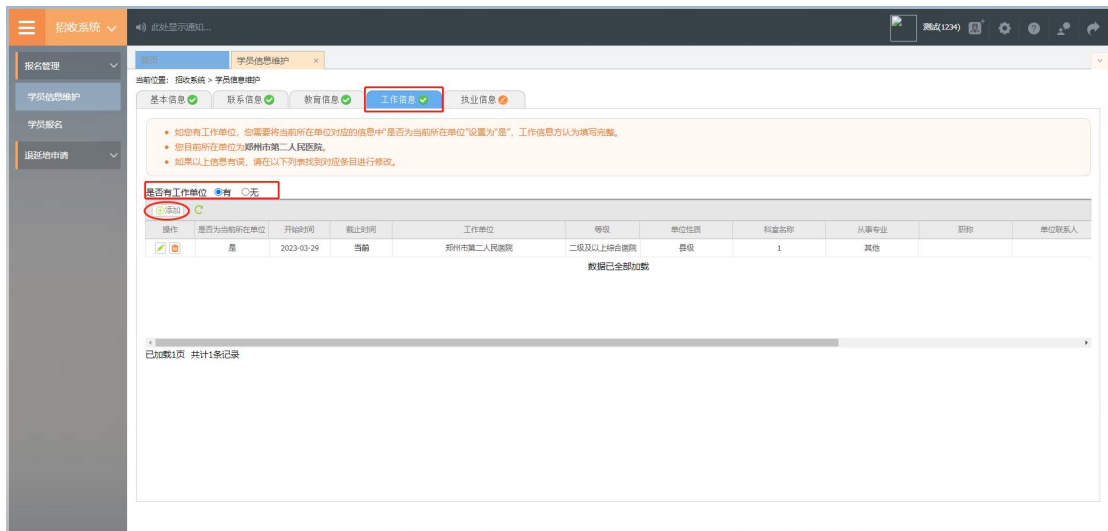 招收系统
此处显示通知...
测试(1234)
报名管理
学员信息维护
学员报名
退延培申请
首页
学员信息维护 ×
当前位置: 招收系统 > 学员信息维护
基本信息
联系信息
教育信息
工作信息
执业信息
• 如您有工作单位,您需要将当前所在单位对应的信息中“是否为当前所在单位”设置为“是”,工作信息方认为填写完整。
• 您目前所在单位为郑州市第二人民医院。
• 如果以上信息有误,请在以下列表找到对应条目进行修改。
是否有工作单位 有 无
添加
操作 是否为当前所在单位 开始时间 截止时间 工作单位 等级 单位性质 科室名称 从事专业 职称 单位联系人
是 2023-03-29 当前 郑州市第二人民医院 二级及以上综合医院 县级 1 其他
数据已全部加载
已加载1页 共计1条记录